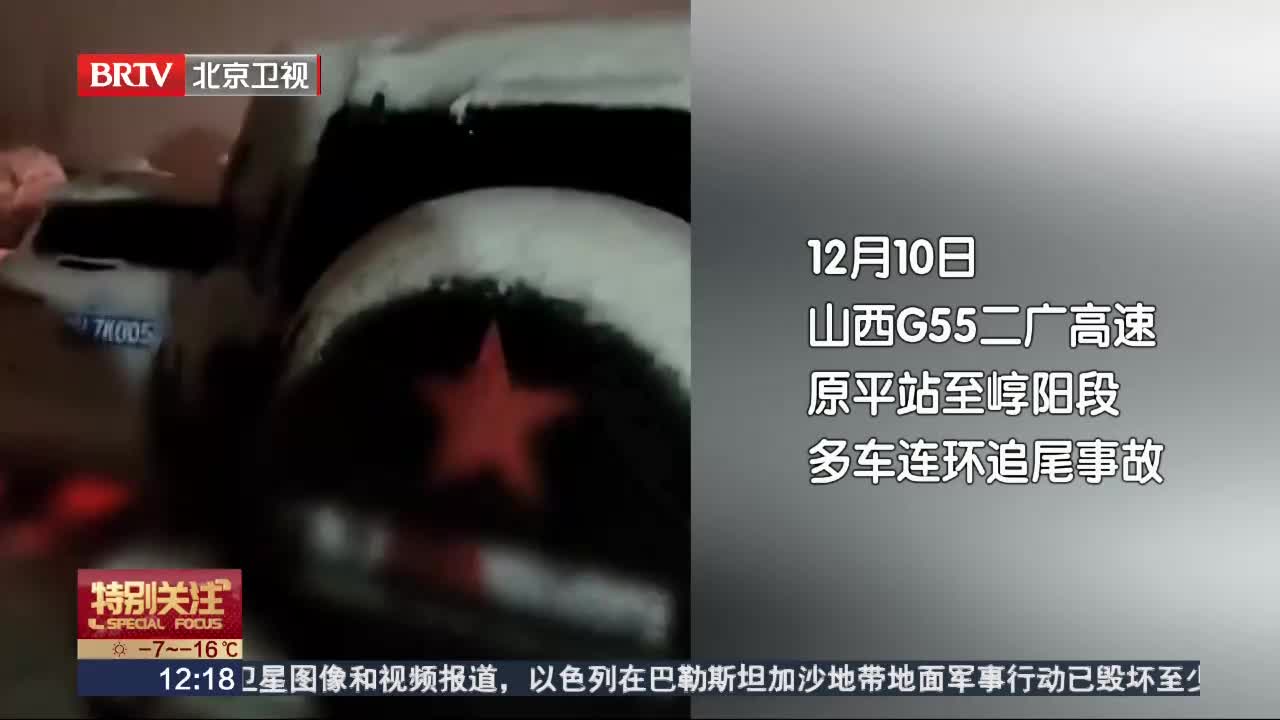 BRTV 北京卫视
12月10日
山西G55二广高速
原平站至崞阳段
多车连环追尾事故
7K005
特别关注
SPECIAL FOCUS
-7~-16℃
12:18 卫星图像和视频报道，以色列在巴勒斯坦加沙地带地面军事行动已毁坏至少